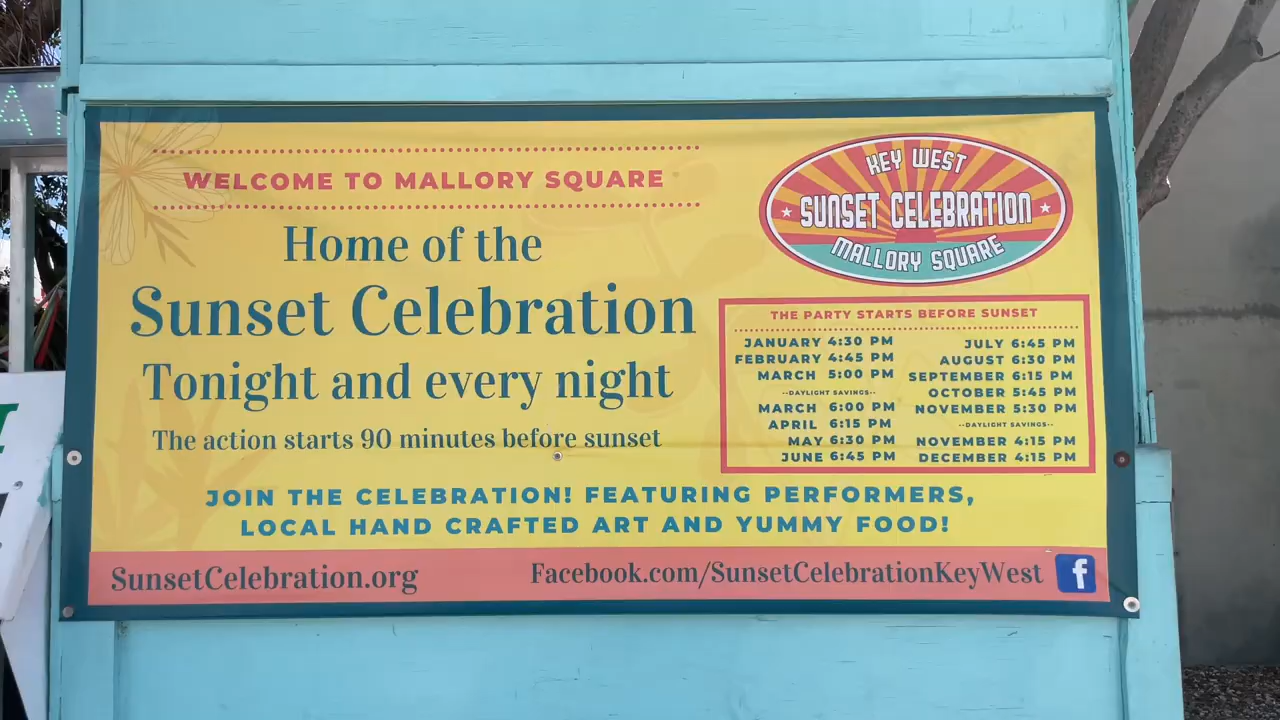 AT
WELCOME TO MALLORY SQUARE
Home of the
Sunset Celebration
Tonight and every night
The action starts 90 minutes before sunset
KEY WEST
SUNSET CELEBRATION
MALLORY SQUARE
THE PARTY STARTS BEFORE SUNSET
JANUARY 4:30 PM
FEBRUARY 4:45 PM
MARCH 5:00 PM
--DAYLIGHT SAVINGS--
MARCH 6:00 PM
APRIL 6:15 PM
MAY 6:30 PM
JUNE 6:45 PM
JULY 6:45 PM
AUGUST 6:30 PM
SEPTEMBER 6:15 PM
OCTOBER 5:45 PM
NOVEMBER 5:30 PM
--DAYLIGHT SAVINGS--
NOVEMBER 4:15 PM
DECEMBER 4:15 PM
JOIN THE CELEBRATION! FEATURING PERFORMERS,
LOCAL HAND CRAFTED ART AND YUMMY FOOD!
SunsetCelebration.org
Facebook.com/SunsetCelebrationKeyWest
f